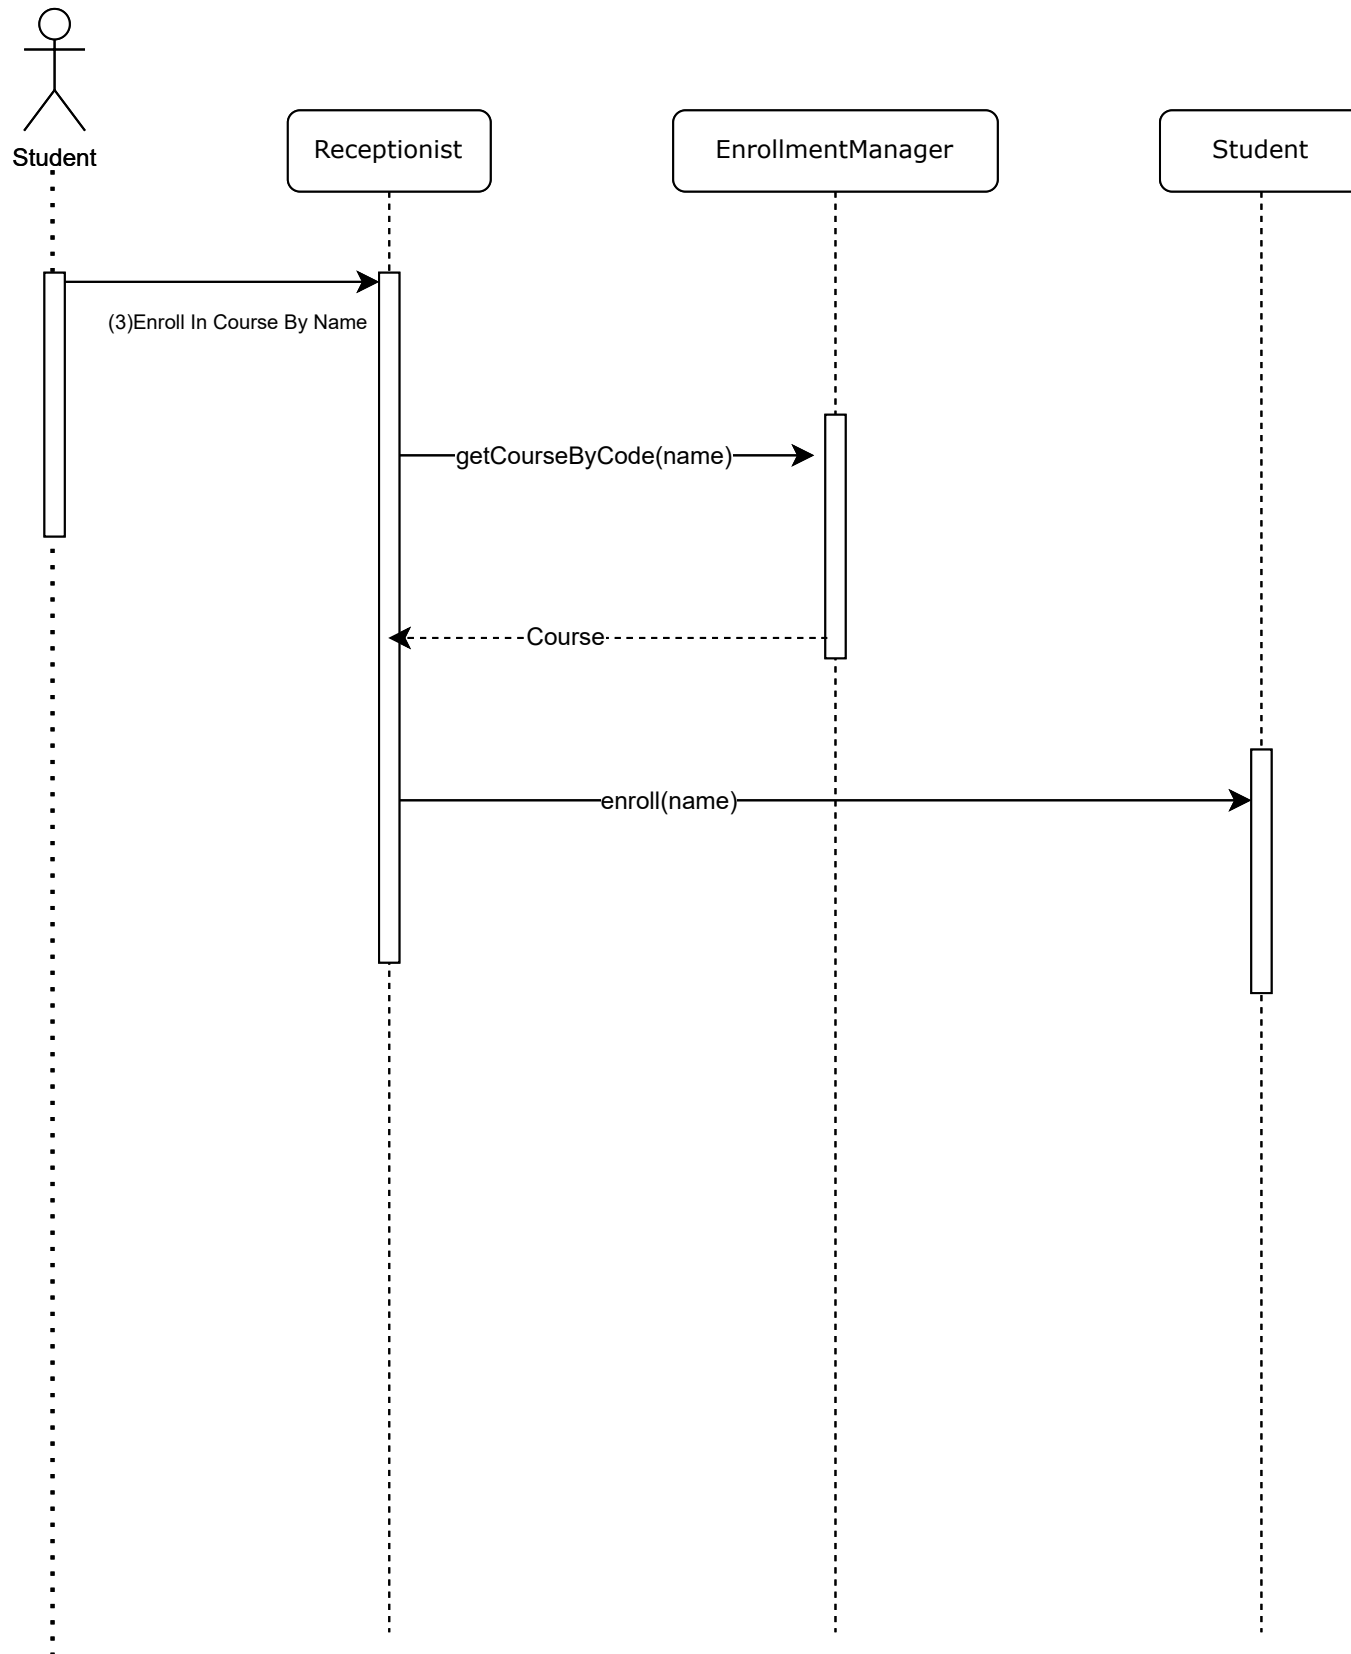 Student
Receptionist
EnrollmentManager
Student
(3)Enroll In Course By Name
getCourseByCode(name)
Course
enroll(name)